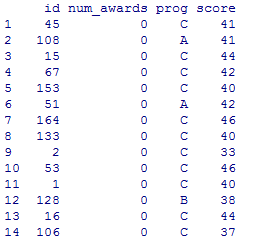 id num_awards prog score
1 45 0 C 41
2 108 0 A 41
3 15 0 C 44
4 67 0 C 42
5 153 0 C 40
6 51 0 A 42
7 164 0 C 46
8 133 0 C 40
9 2 0 C 33
10 53 0 C 46
11 1 0 C 40
12 128 0 B 38
13 16 0 C 44
14 106 0 C 37